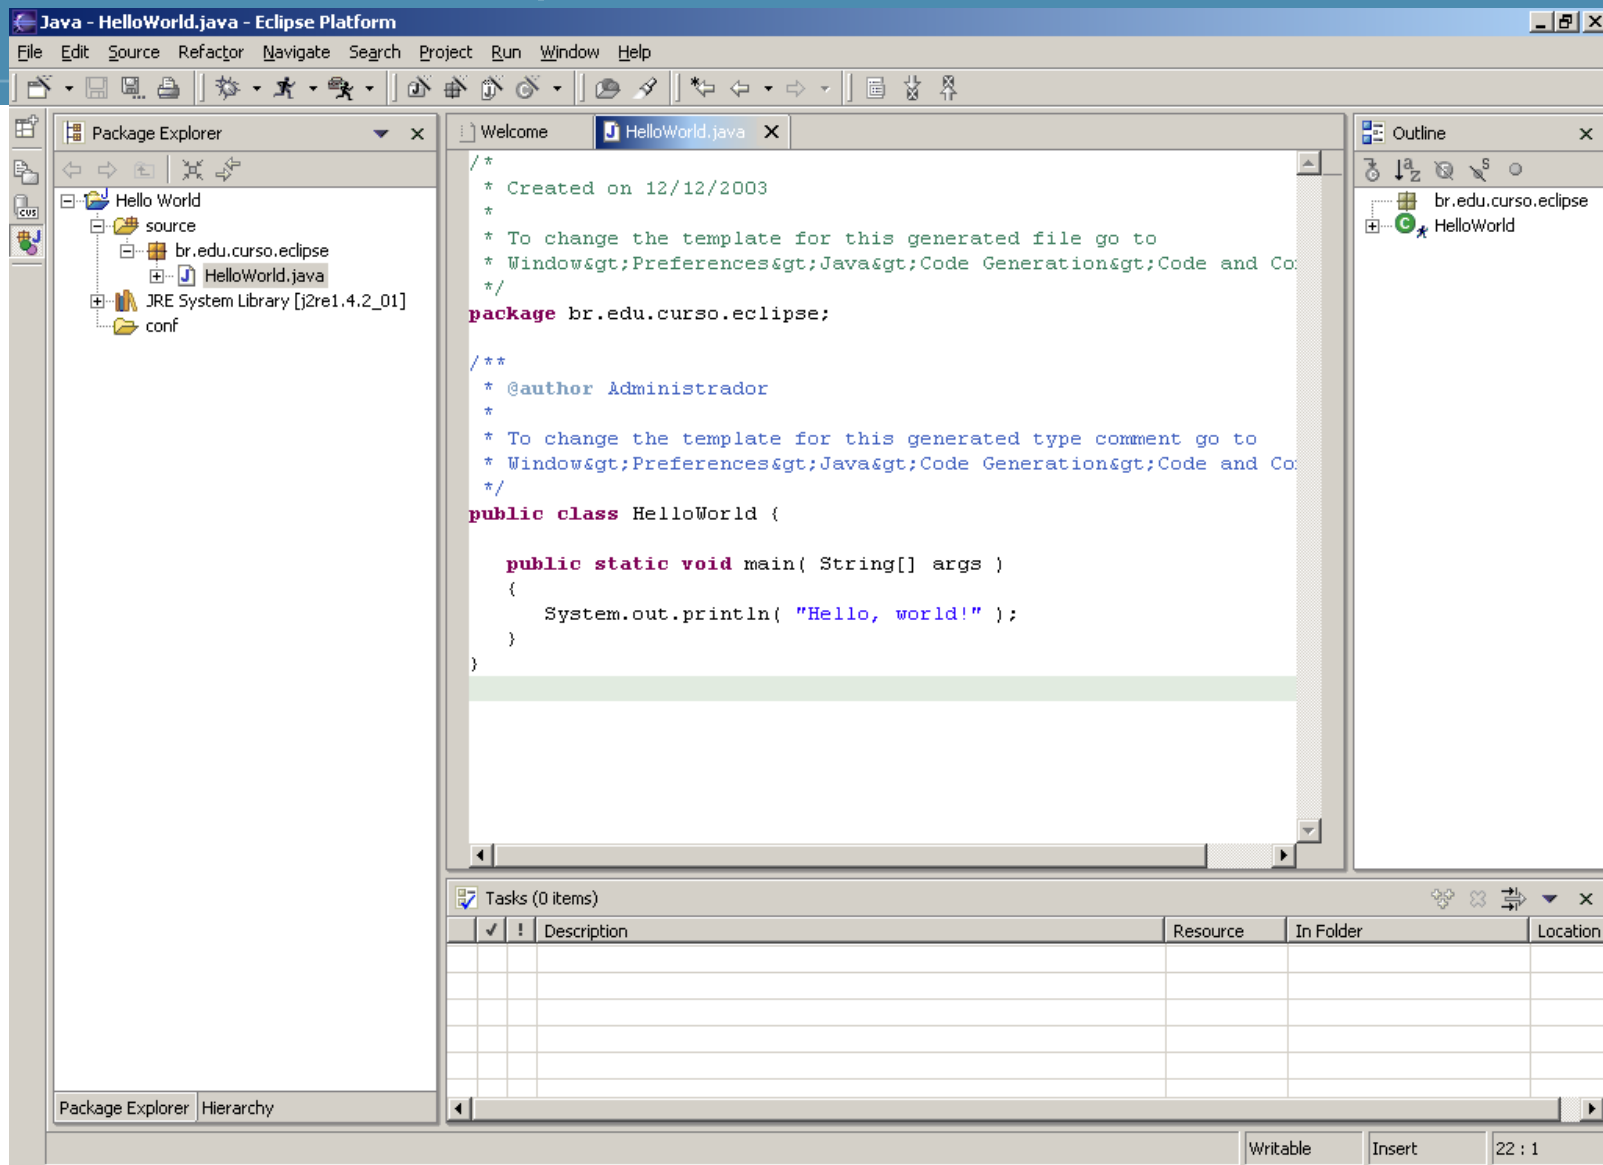 Java - HelloWorld.java - Eclipse Platform
File Edit Source Refactor Navigate Search Project Run Window Help
Package Explorer
Hello World
source
br.edu.curso.eclipse
HelloWorld.java
JRE System Library [j2re1.4.2_01]
conf
Package Explorer Hierarchy
Welcome HelloWorld.java
/*
* Created on 12/12/2003
*
* To change the template for this generated file go to
* Window&gt;Preferences&gt;Java&gt;Code Generation&gt;Code and Co
*/
package br.edu.curso.eclipse;
/**
* @author Administrador
*
* To change the template for this generated type comment go to
* Window&gt;Preferences&gt;Java&gt;Code Generation&gt;Code and Co
*/
public class HelloWorld {
public static void main( String[] args )
{
System.out.println( "Hello, world!" );
}
}
Outline
br.edu.curso.eclipse
HelloWorld
Tasks (0 items)
! Description Resource In Folder Location
Writable Insert 22 : 1